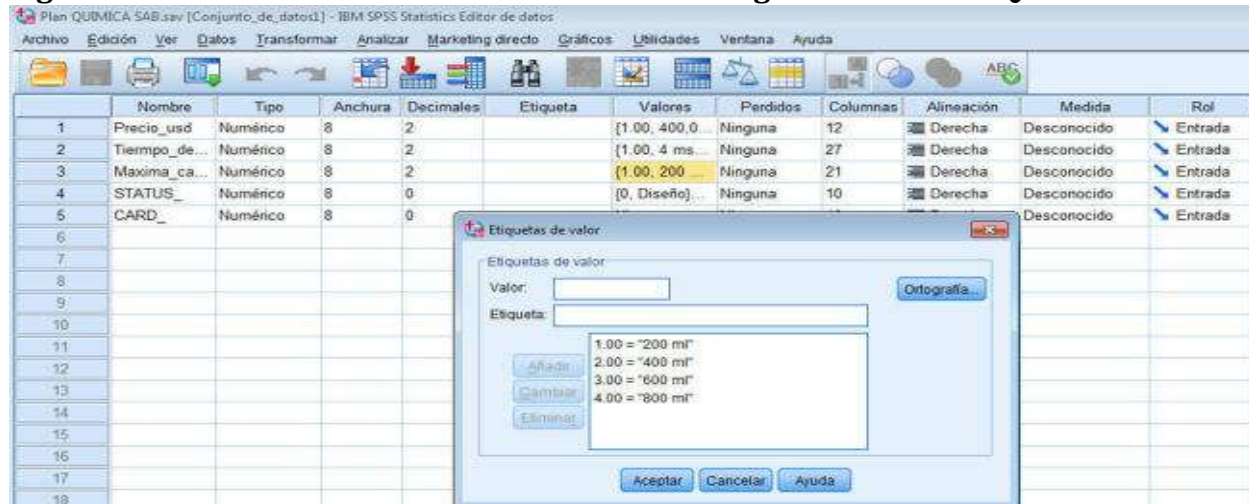 Plan QUIMICA SAB.sav [Conjunto_de_datos1] - IBM SPSS Statistics Editor de datos
Archivo Edición Ver Datos Transformar Analizar Marketing directo Gráficos Utilidades Ventana Ayuda
Nombre Tipo Anchura Decimales Etiqueta Valores Perdidos Columnas Alineación Medida Rol
1 Precio_usd Numérico 8 2 {1.00, 400,0... Ninguna 12 Derecha Desconocido Entrada
2 Tiermpo_de... Numérico 8 2 {1.00, 4 ms... Ninguna 27 Derecha Desconocido Entrada
3 Maxima_ca... Numérico 8 2 {1.00, 200 ... Ninguna 21 Derecha Desconocido Entrada
4 STATUS_ Numérico 8 0 {0, Diseño}... Ninguna 10 Derecha Desconocido Entrada
5 CARD_ Numérico 8 0 Desconocido Entrada
6
7
8
9
10
11
12
13
14
15
16
17
18
Etiquetas de valor
Etiquetas de valor
Valor:
Ortografía...
Etiqueta:
1.00 = "200 ml"
2.00 = "400 ml"
3.00 = "600 ml"
4.00 = "800 ml"
Añadir
Cambiar
Eliminar
Aceptar Cancelar Ayuda